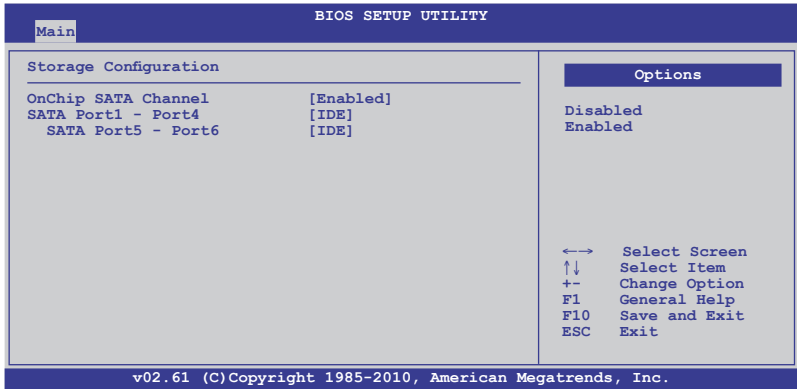 BIOS SETUP UTILITY
Main
Storage Configuration
OnChip SATA Channel [Enabled]
SATA Port1 - Port4 [IDE]
SATA Port5 - Port6 [IDE]
Options
Disabled
Enabled
←→ Select Screen
↑↓ Select Item
+- Change Option
F1 General Help
F10 Save and Exit
ESC Exit
v02.61 (C)Copyright 1985-2010, American Megatrends, Inc.